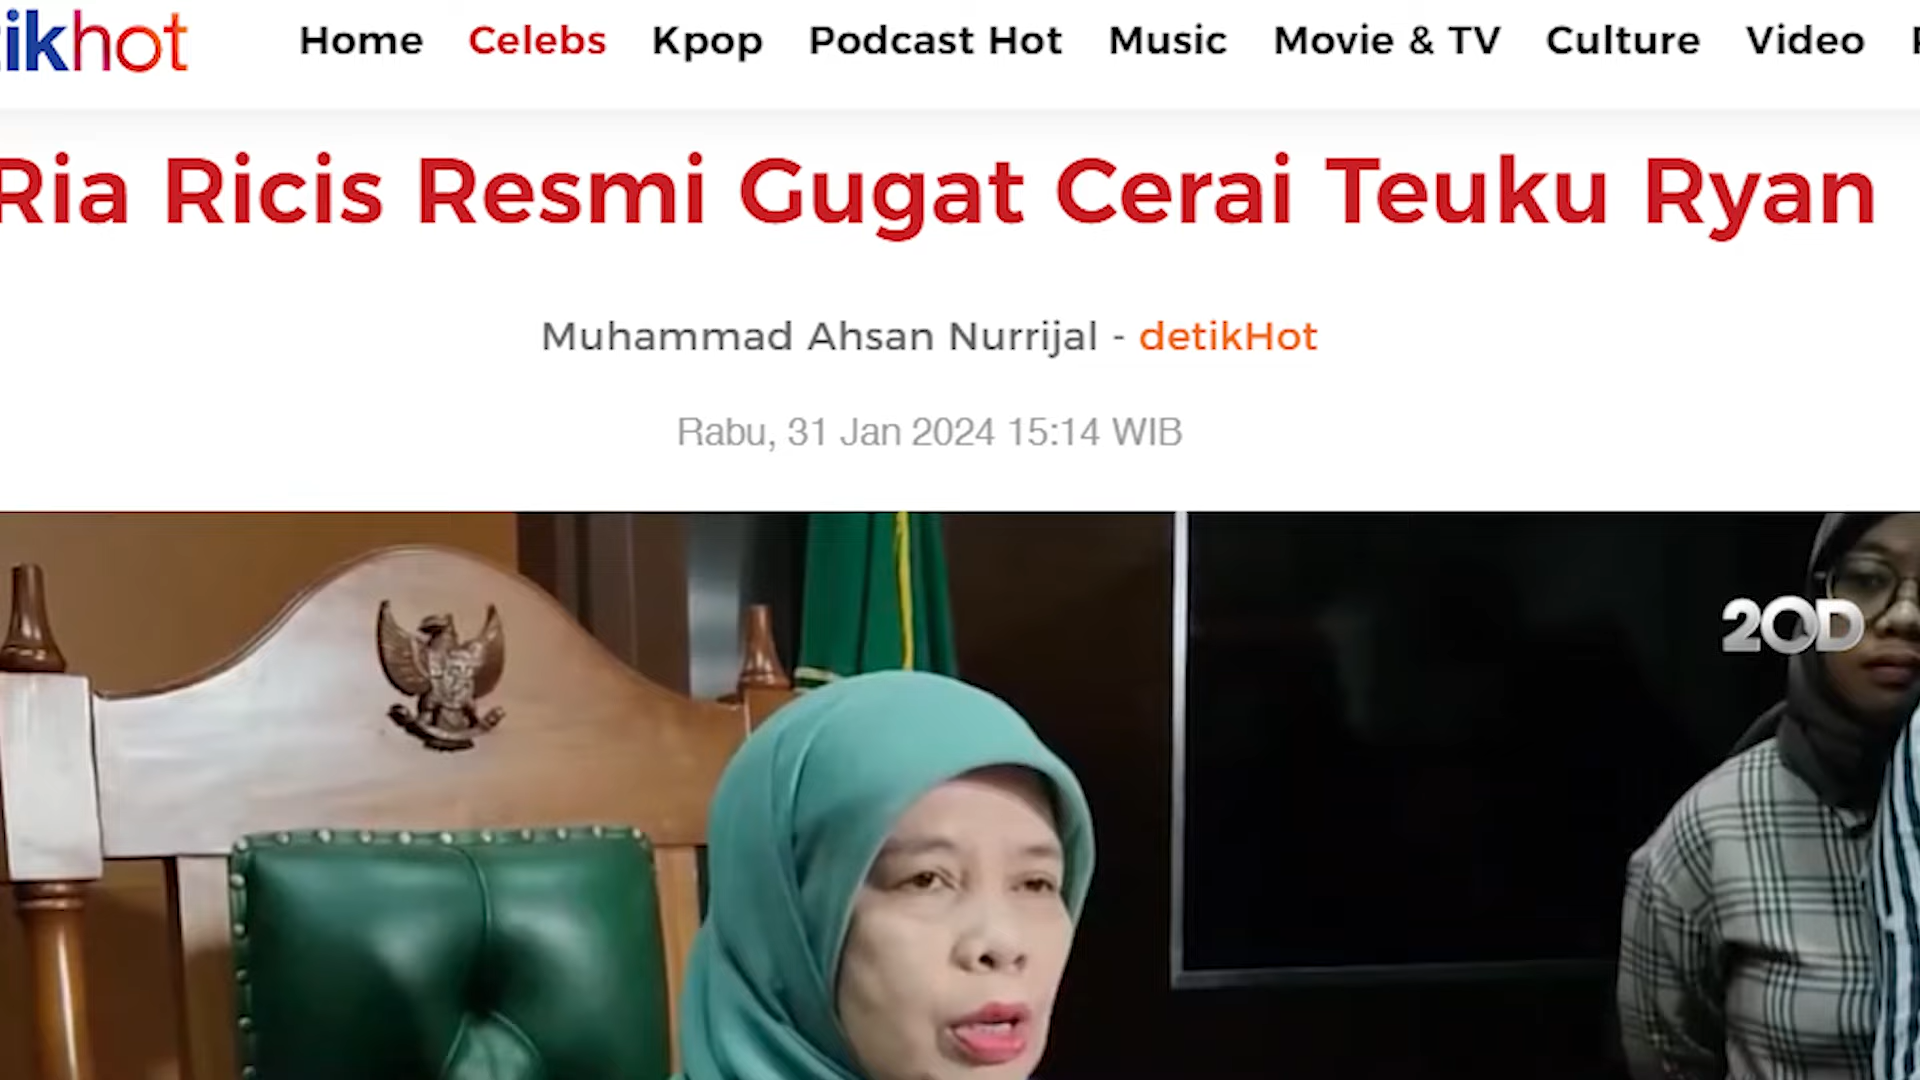 ikhot Home Celebs Kpop Podcast Hot Music Movie & TV Culture Video
Ria Ricis Resmi Gugat Cerai Teuku Ryan
Muhammad Ahsan Nurrijal - detikHot
Rabu, 31 Jan 2024 15:14 WIB
20D